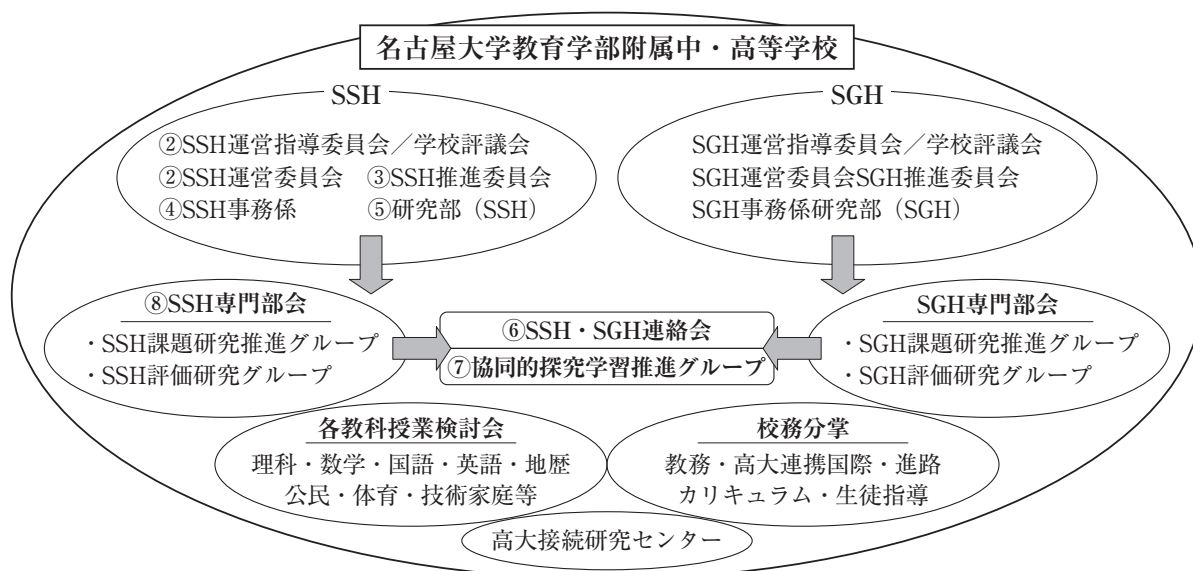 名古屋大学教育学部附属中・高等学校
SSH
②SSH運営指導委員会／学校評議会
②SSH運営委員会　③SSH推進委員会
④SSH事務係　⑤研究部（SSH）
SGH
SGH運営指導委員会／学校評議会
SGH運営委員会SGH推進委員会
SGH事務係研究部（SGH）
⑧SSH専門部会
・SSH課題研究推進グループ
・SSH評価研究グループ
⑥SSH・SGH連絡会
⑦協同的探究学習推進グループ
SGH専門部会
・SGH課題研究推進グループ
・SGH評価研究グループ
各教科授業検討会
理科・数学・国語・英語・地歴
公民・体育・技術家庭等
校務分掌
教務・高大連携国際・進路
カリキュラム・生徒指導
高大接続研究センター